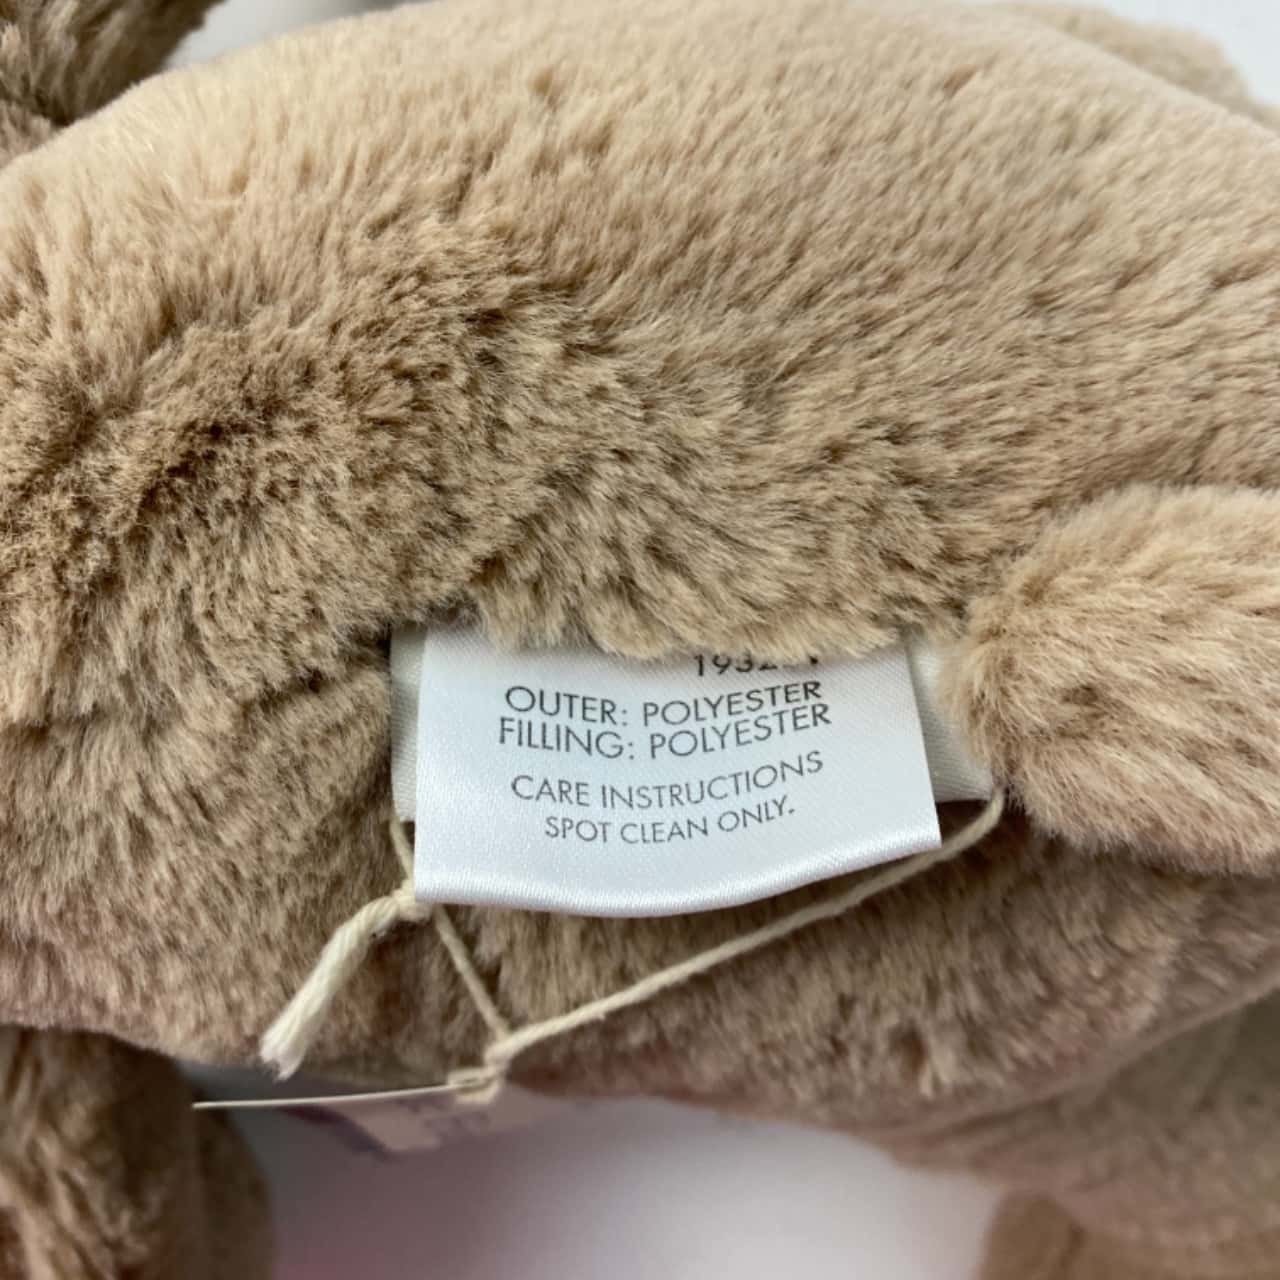 OUTER: POLYESTER
FILLING: POLYESTER
CARE INSTRUCTIONS
SPOT CLEAN ONLY.